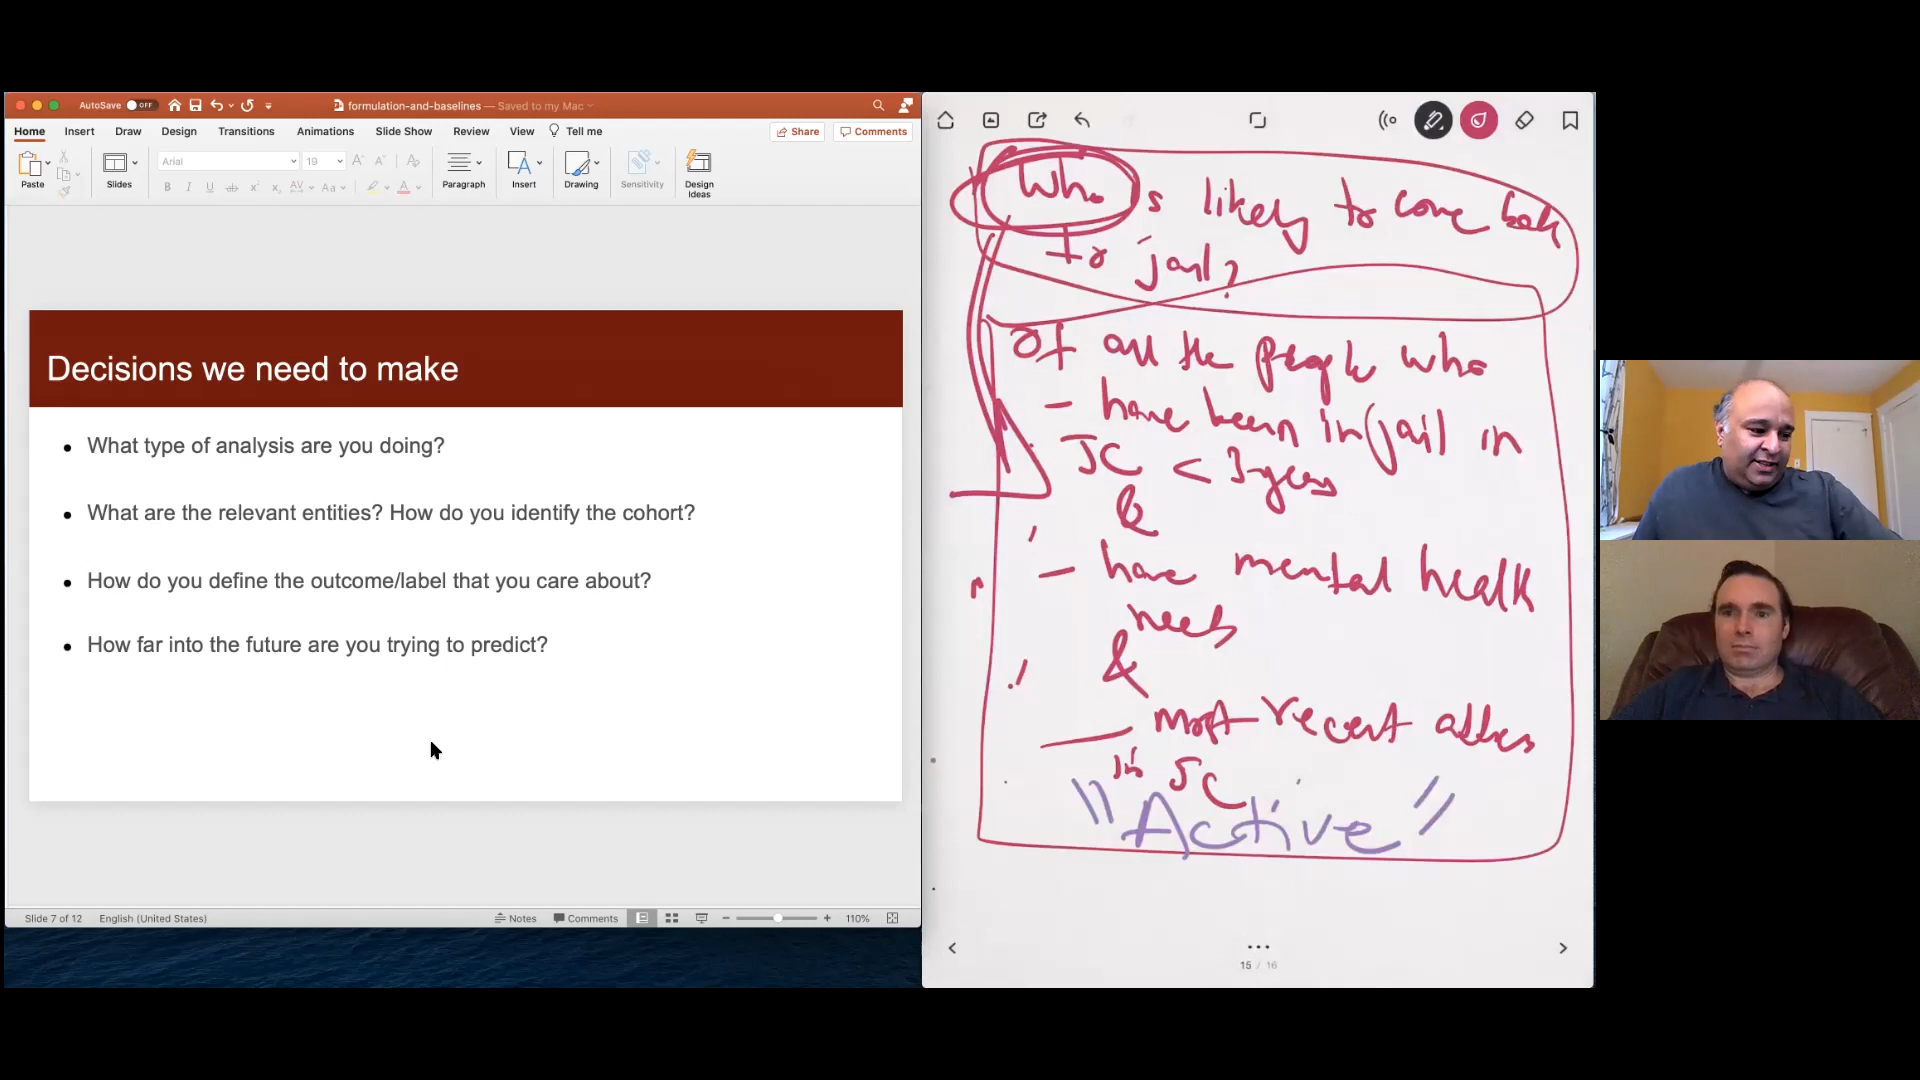 AutoSave OFF
formulation-and-baselines — Saved to my Mac
Home Insert Draw Design Transitions Animations Slide Show Review View Tell me
Share Comments
Arial 19
Paste Slides Paragraph Insert Drawing Sensitivity Design
Ideas
B I U ab x² x₂ AV Aa A
Decisions we need to make
• What type of analysis are you doing?
• What are the relevant entities? How do you identify the cohort?
• How do you define the outcome/label that you care about?
• How far into the future are you trying to predict?
Slide 7 of 12 English (United States)
Notes Comments 110%
Who is likely to come back
to jail?
Of all the people who
– have been in jail in
JC < 3 years
&
– have mental health
needs
&
– most recent address
in JC
"Active"
15 / 16